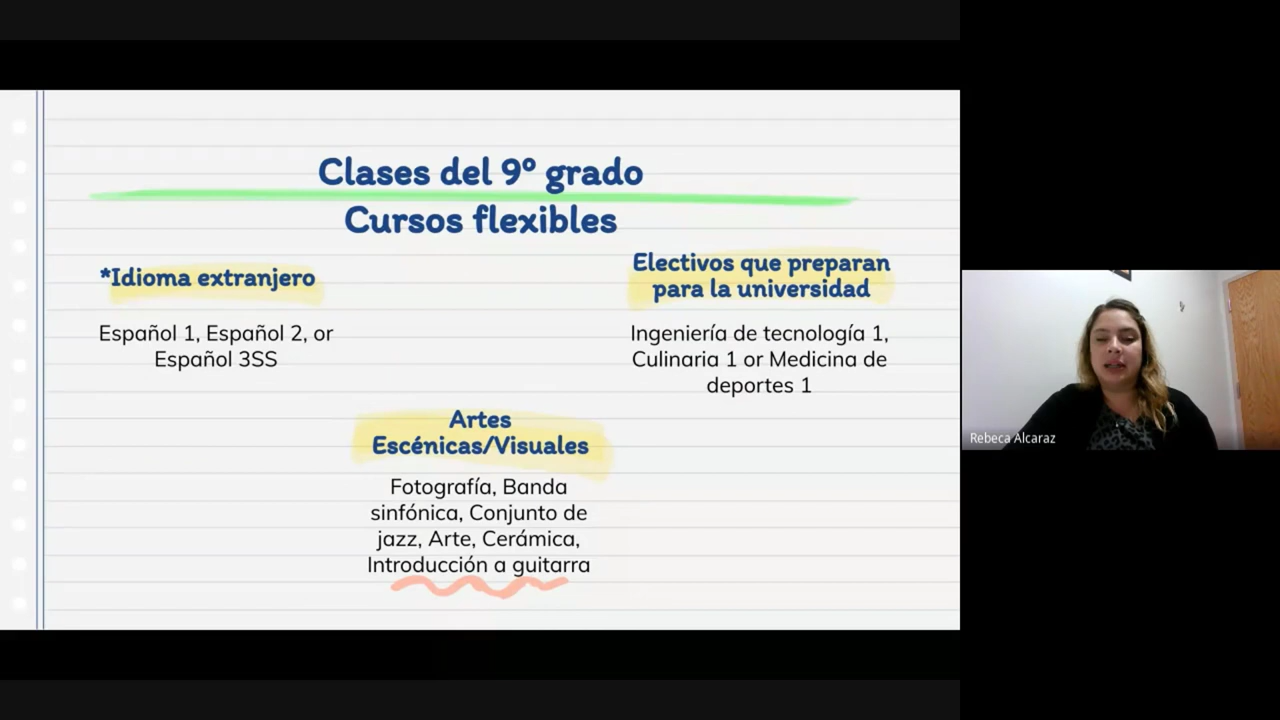 Clases del 9º grado
Cursos flexibles
*Idioma extranjero
Español 1, Español 2, or
Español 3SS
Electivos que preparan
para la universidad
Ingeniería de tecnología 1,
Culinaria 1 or Medicina de
deportes 1
Artes
Escénicas/Visuales
Fotografía, Banda
sinfónica, Conjunto de
jazz, Arte, Cerámica,
Introducción a guitarra
Rebeca Alcaraz